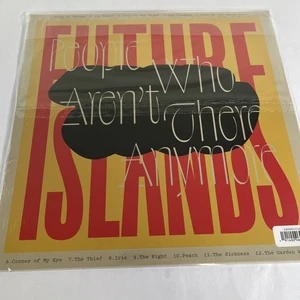 FUTURE
People Who
Aren't There
Anymore
ISLANDS
6.Corner of My Eye 7.The Thief 8.Iris 9.The Fight 10.Peach 11.The Sickness 12.The Garden